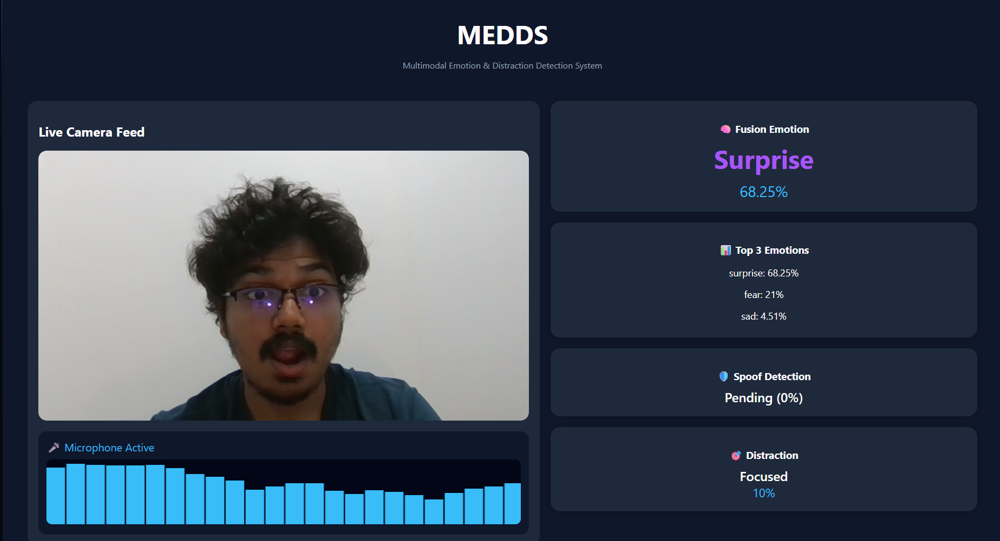 MEDDS
Multimodal Emotion & Distraction Detection System
Live Camera Feed
Microphone Active
Fusion Emotion
Surprise
68.25%
Top 3 Emotions
surprise: 68.25%
fear: 21%
sad: 4.51%
Spoof Detection
Pending (0%)
Distraction
Focused
10%